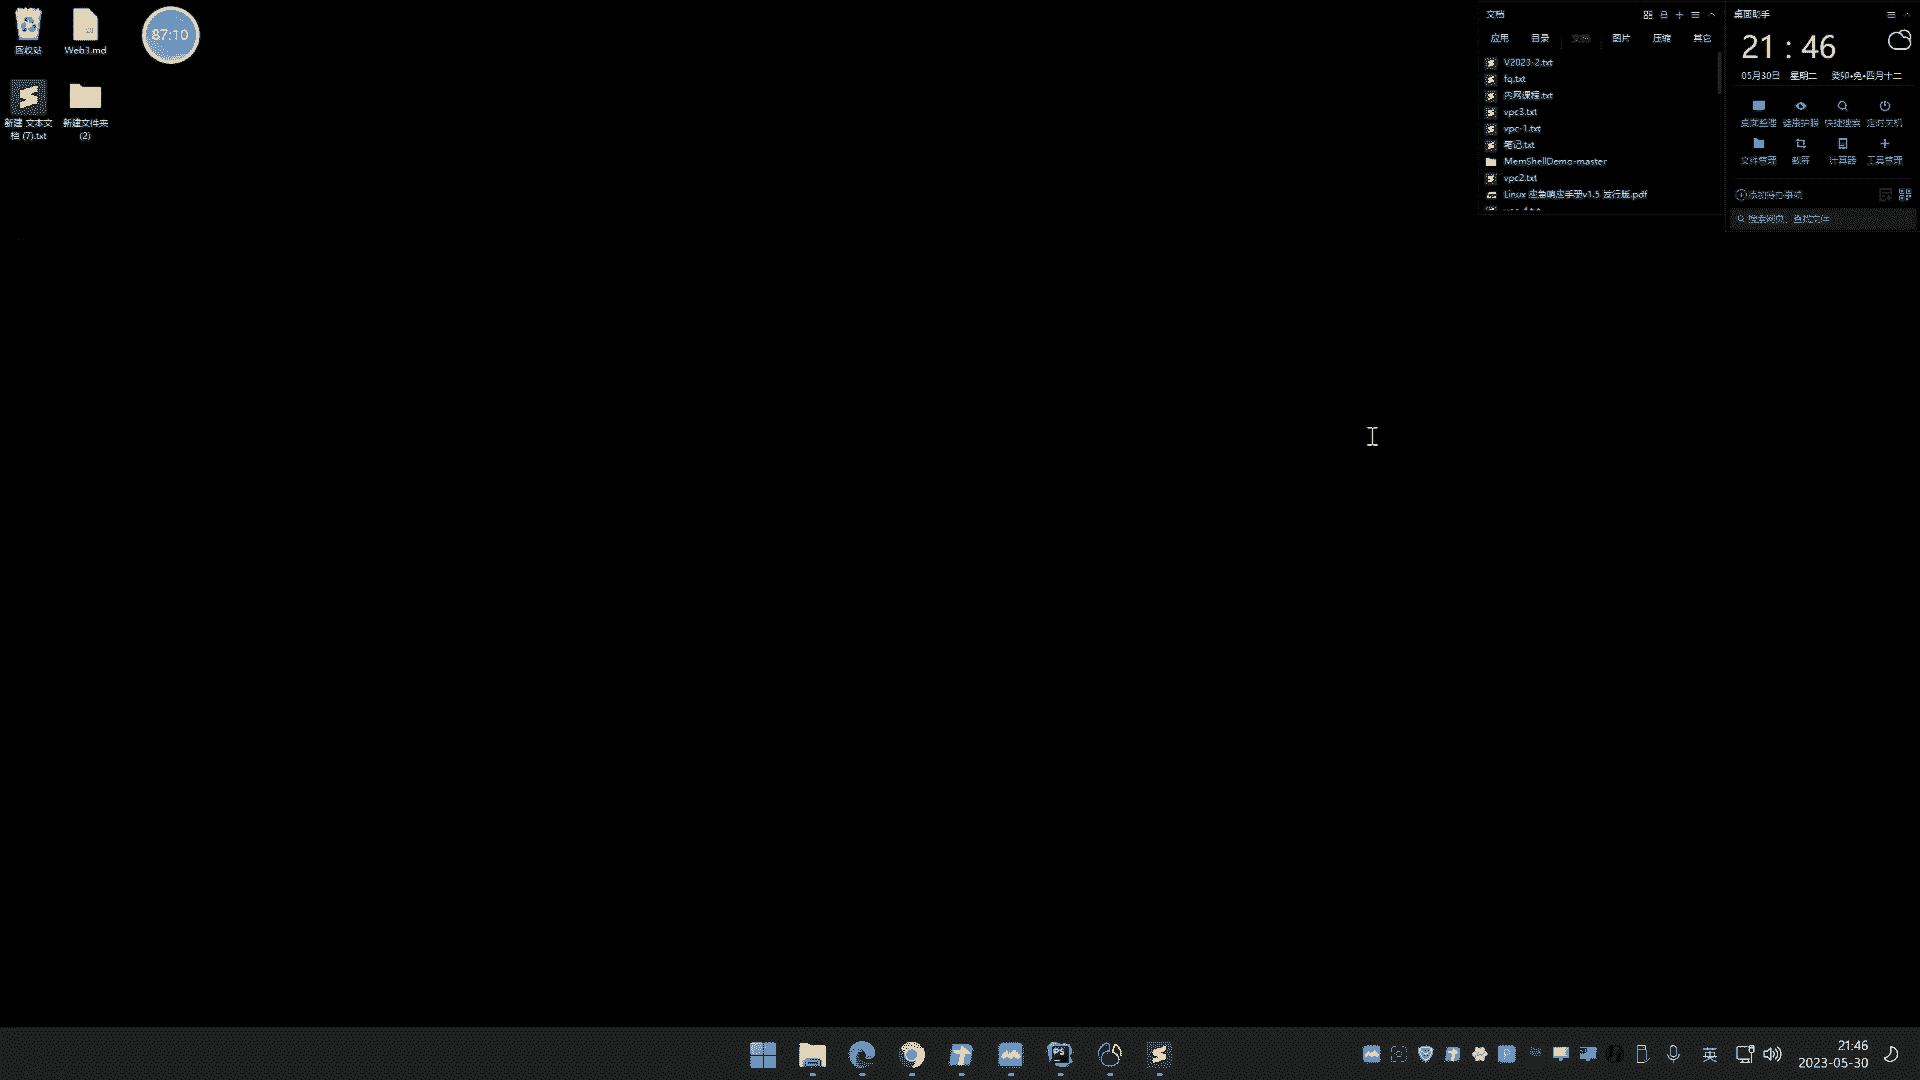 回收站
Web3.md
87:10
新建 文本文
档 (7).txt
新建文件夹
(2)
文档
应用 目录 文档 图片 压缩 其它
V2023-2.txt
fq.txt
内网课程.txt
vpc3.txt
vpc-1.txt
笔记.txt
MemShellDemo-master
vpc2.txt
Linux 应急响应手册v1.5 发行版.pdf
桌面助手
21 : 46
05月30日 星期二 癸卯•兔•四月十二
桌面整理 健康护眼 快捷搜索 定时关机
文件管理 截屏 计算器 工具管理
添加待办事项
搜索网页、查找文件
PS
P
英
21:46
2023-05-30